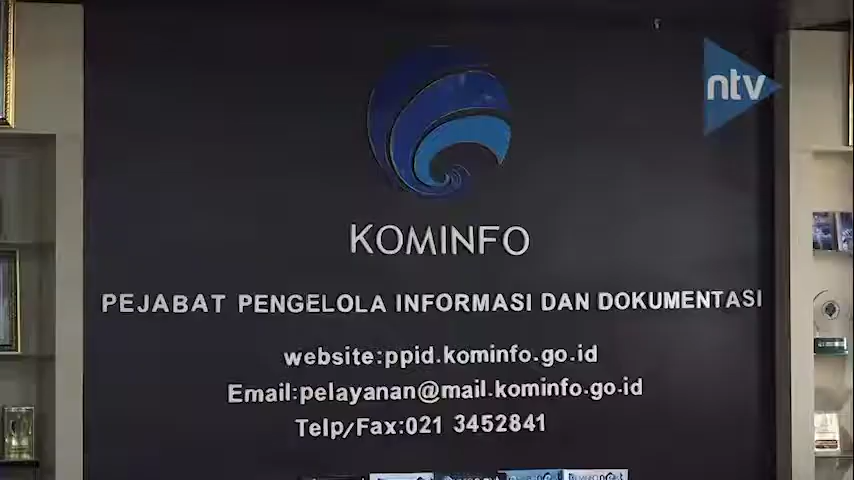 ntv
KOMINFO
PEJABAT PENGELOLA INFORMASI DAN DOKUMENTASI
website:ppid.kominfo.go.id
Email:pelayanan@mail.kominfo.go.id
Telp/Fax:021 3452841